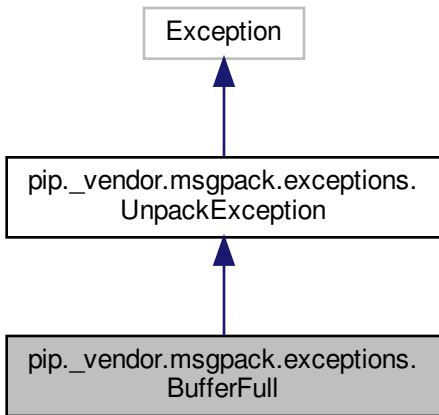 Exception
pip._vendor.msgpack.exceptions.
UnpackException
pip._vendor.msgpack.exceptions.
BufferFull